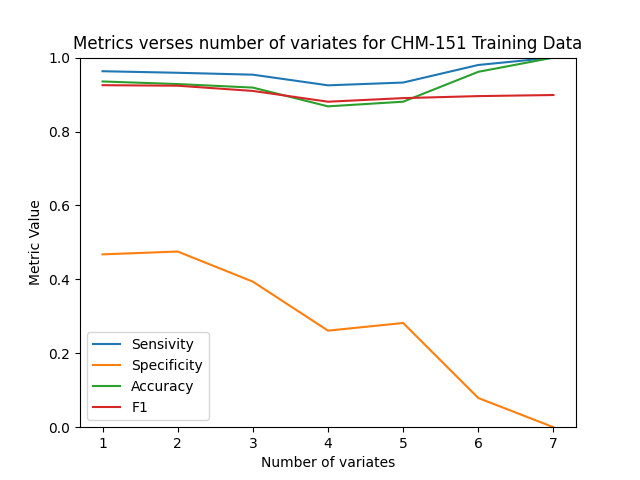 Metrics verses number of variates for CHM-151 Training Data
1.0
0.8
0.6
0.4
0.2
0.0
Metric Value
Sensivity
Specificity
Accuracy
F1
1 2 3 4 5 6 7
Number of variates